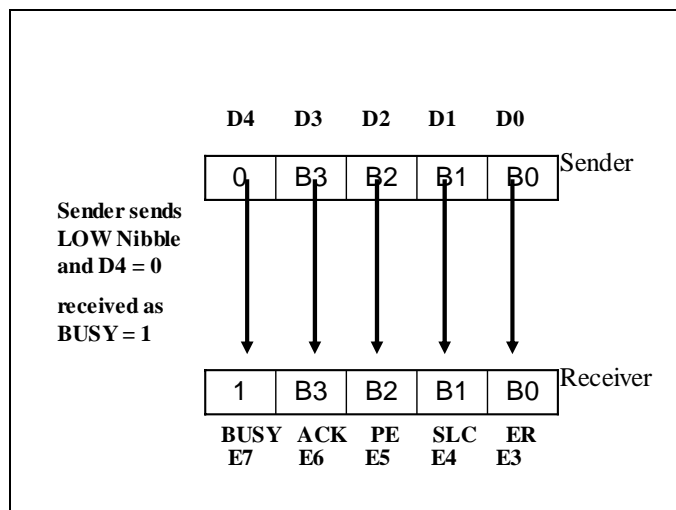 D4 D3 D2 D1 D0
0 B3 B2 B1 B0 Sender
Sender sends
LOW Nibble
and D4 = 0
received as
BUSY = 1
1 B3 B2 B1 B0 Receiver
BUSY ACK PE SLC ER
E7 E6 E5 E4 E3